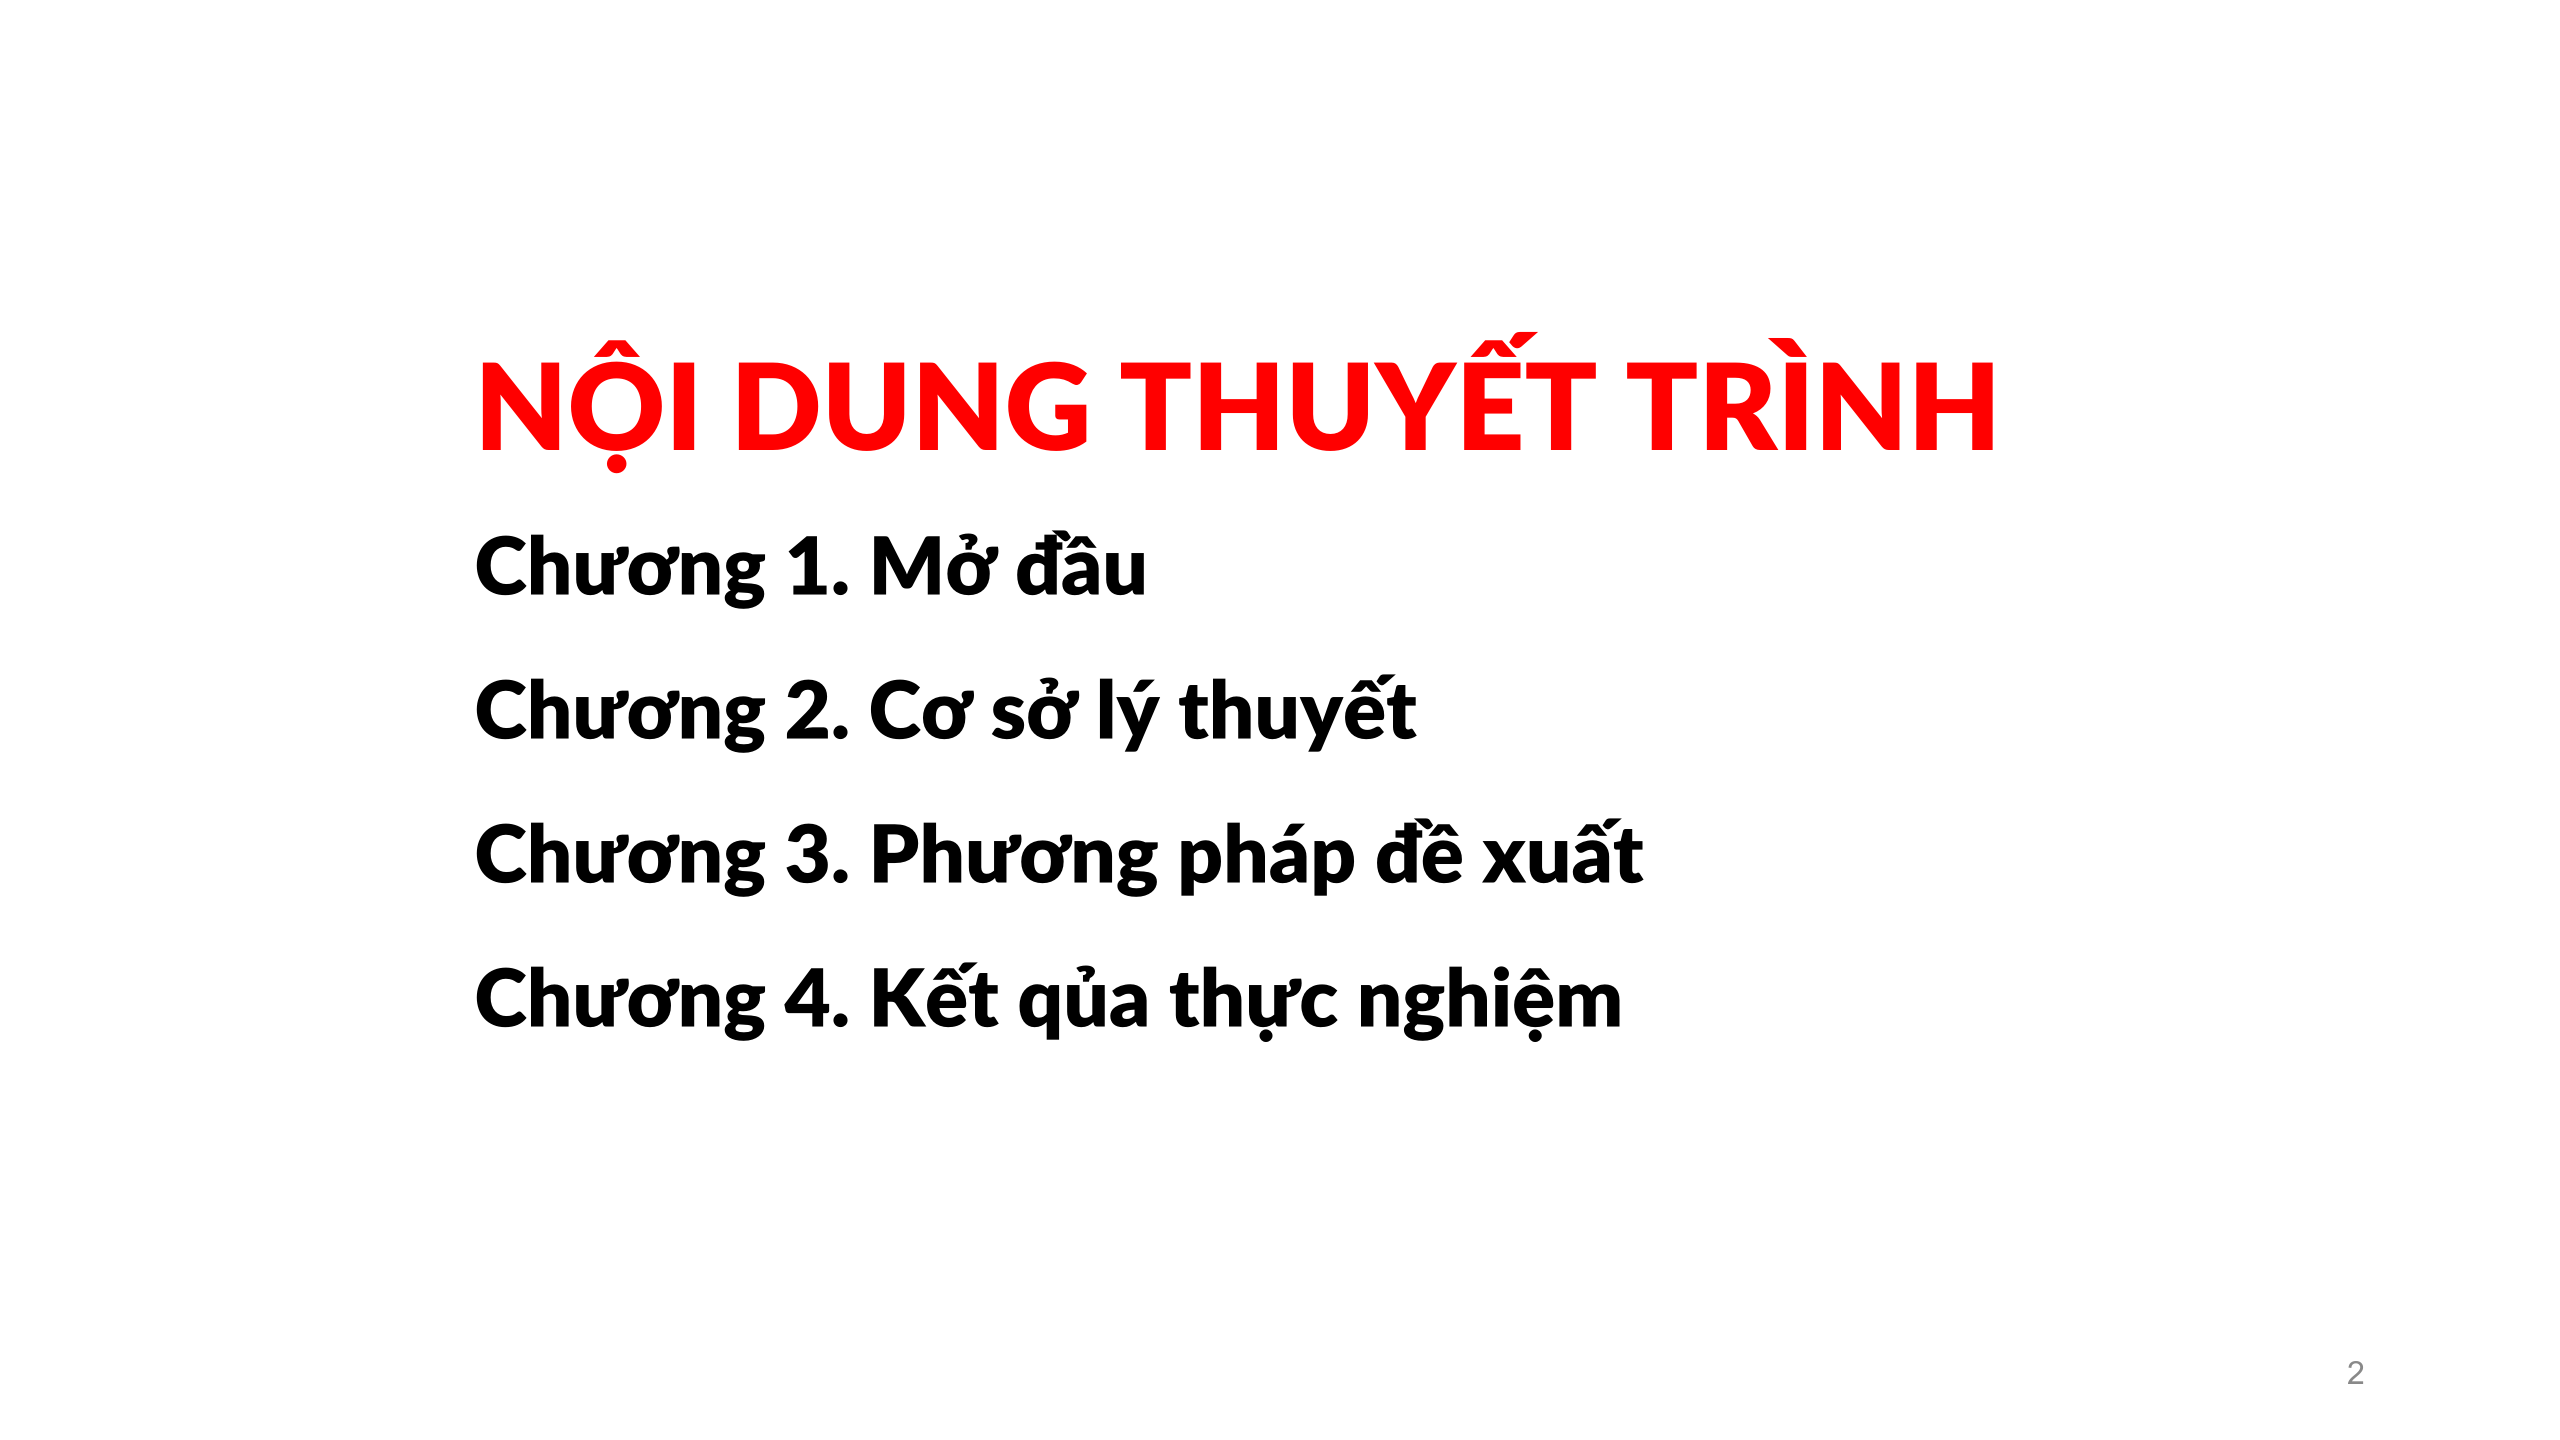 NỘI DUNG THUYẾT TRÌNH
Chương 1. Mở đầu
Chương 2. Cơ sở lý thuyết
Chương 3. Phương pháp đề xuất
Chương 4. Kết qủa thực nghiệm
2